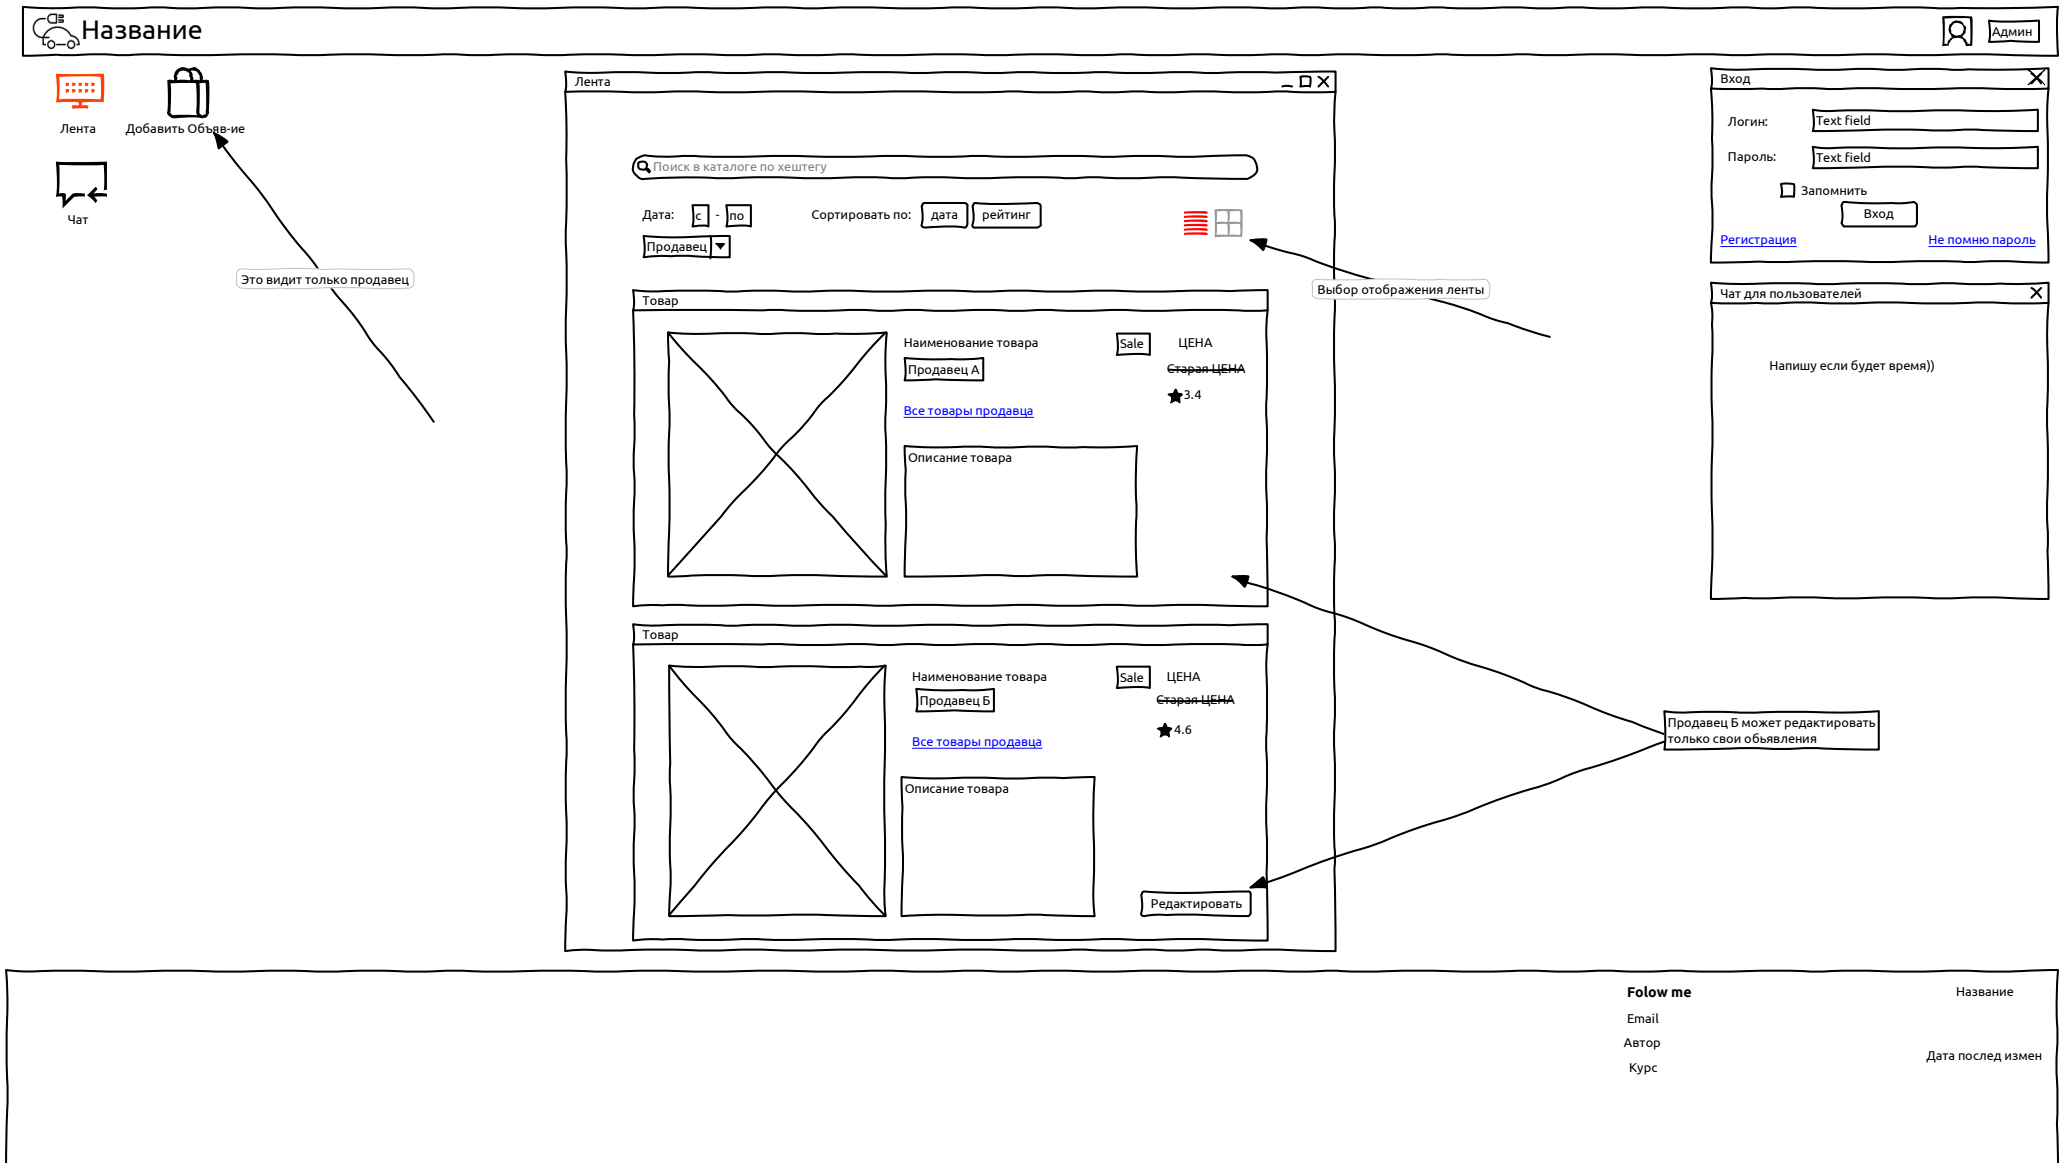 Название
Админ
Лента
Добавить Объяв-ие
Чат
Это видит только продавец
Лента
Поиск в каталоге по хештегу
Дата: с - по
Сортировать по: дата рейтинг
Продавец
Выбор отображения ленты
Товар
Наименование товара
Продавец А
Все товары продавца
Sale
ЦЕНА
Старая ЦЕНА
3.4
Описание товара
Товар
Наименование товара
Продавец Б
Все товары продавца
Sale
ЦЕНА
Старая ЦЕНА
4.6
Описание товара
Редактировать
Вход
Логин: Text field
Пароль: Text field
Запомнить
Вход
Регистрация
Не помню пароль
Чат для пользователей
Напишу если будет время))
Продавец Б может редактировать
только свои обьявления
Folow me
Email
Автор
Курс
Название
Дата послед измен